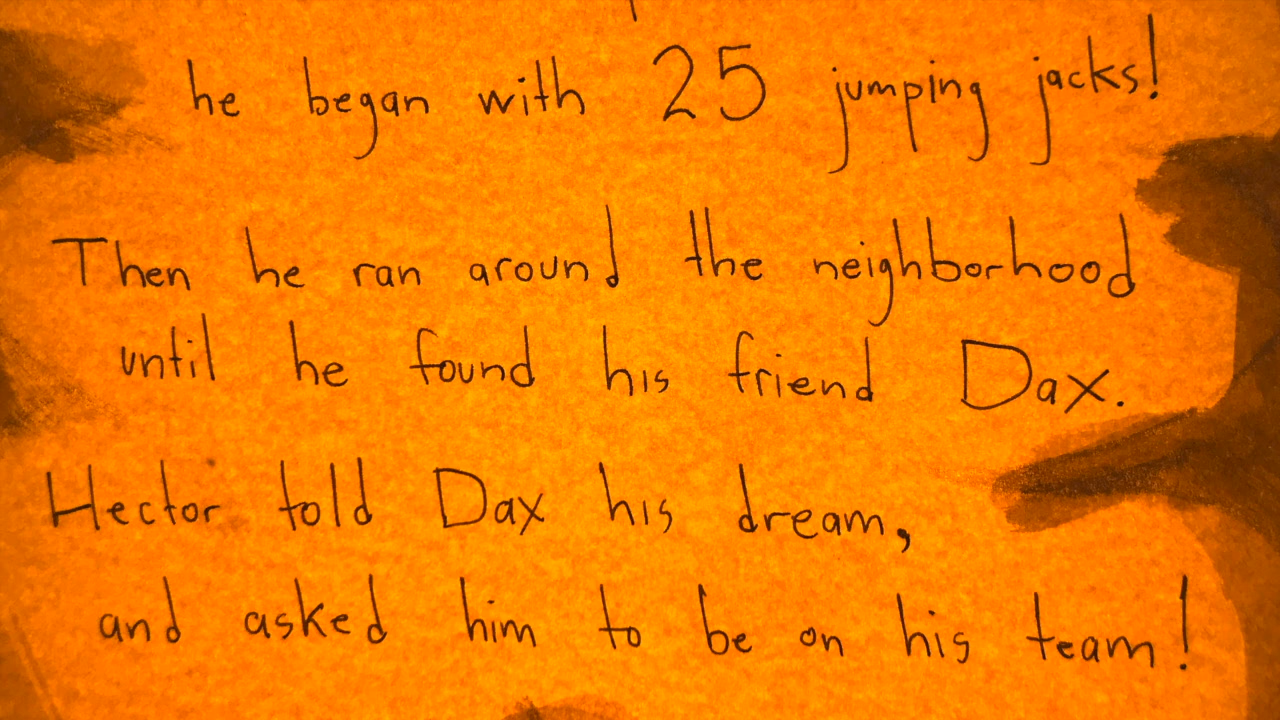 he began with 25 jumping jacks!
Then he ran around the neighborhood
until he found his friend Dax.
Hector told Dax his dream,
and asked him to be on his team!